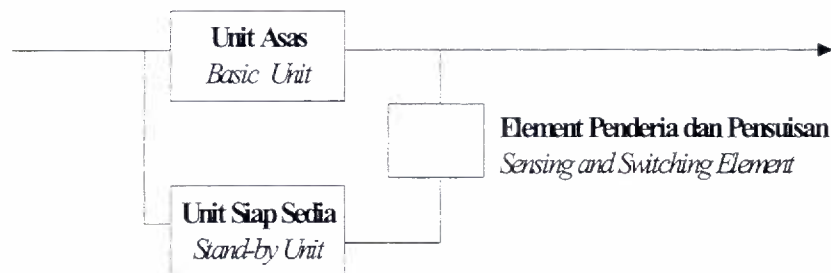 Unit Asas
Basic Unit
Element Penderia dan Pensuisan
Sensing and Switching Element
Unit Siap Sedia
Stand-by Unit